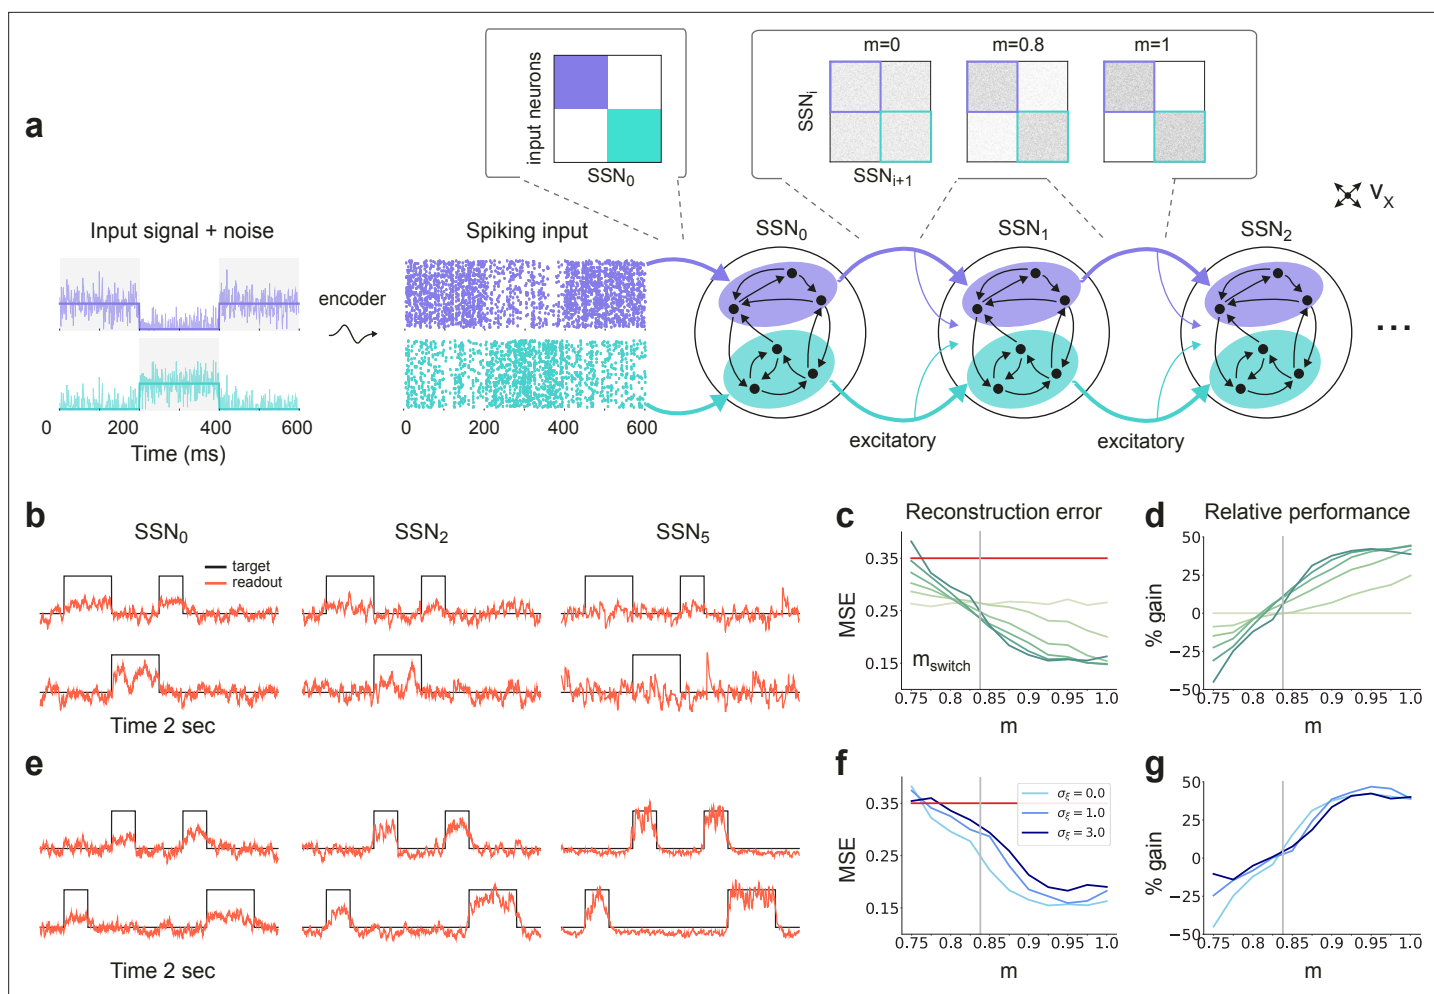 a
input neurons
SSN0
m=0
m=0.8
m=1
SSNi
SSNi+1
νX
Input signal + noise
encoder
Spiking input
SSN0
SSN1
SSN2
...
0 200 400 600
Time (ms)
0 200 400 600
excitatory
excitatory
b
SSN0
SSN2
SSN5
target
readout
Time 2 sec
c
Reconstruction error
MSE
0.35
0.25
0.15
mswitch
0.75 0.8 0.85 0.9 0.95 1.0
m
d
Relative performance
% gain
50
25
0
−25
−50
0.75 0.8 0.85 0.9 0.95 1.0
m
e
Time 2 sec
f
MSE
0.35
0.25
0.15
σξ = 0.0
σξ = 1.0
σξ = 3.0
0.75 0.8 0.85 0.9 0.95 1.0
m
g
% gain
50
25
0
−25
−50
0.75 0.8 0.85 0.9 0.95 1.0
m